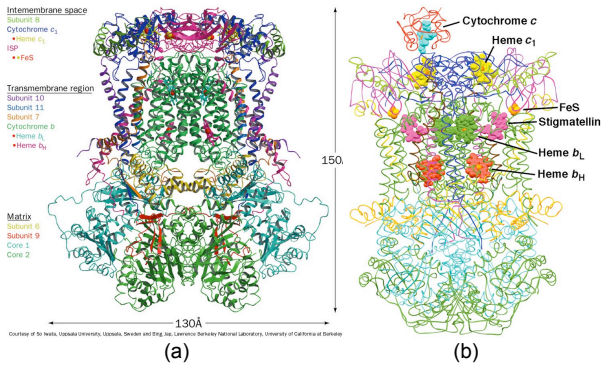 Intemembrane space
Subunit 8
Cytochrome c1
Heme c1
ISP
FeS
Transmembrane region
Subunit 10
Subunit 11
Subunit 7
Cytochrome b
Heme bL
Heme bH
Matrix
Subunit 6
Subunit 9
Core 1
Core 2
150
130Å
Courtesy of So Iwata, Uppsala University, Uppsala, Sweden and Bing Jap, Lawrence Berkeley National Laboratory, University of California at Berkeley
(a)
Cytochrome c
Heme c1
FeS
Stigmatellin
Heme bL
Heme bH
(b)